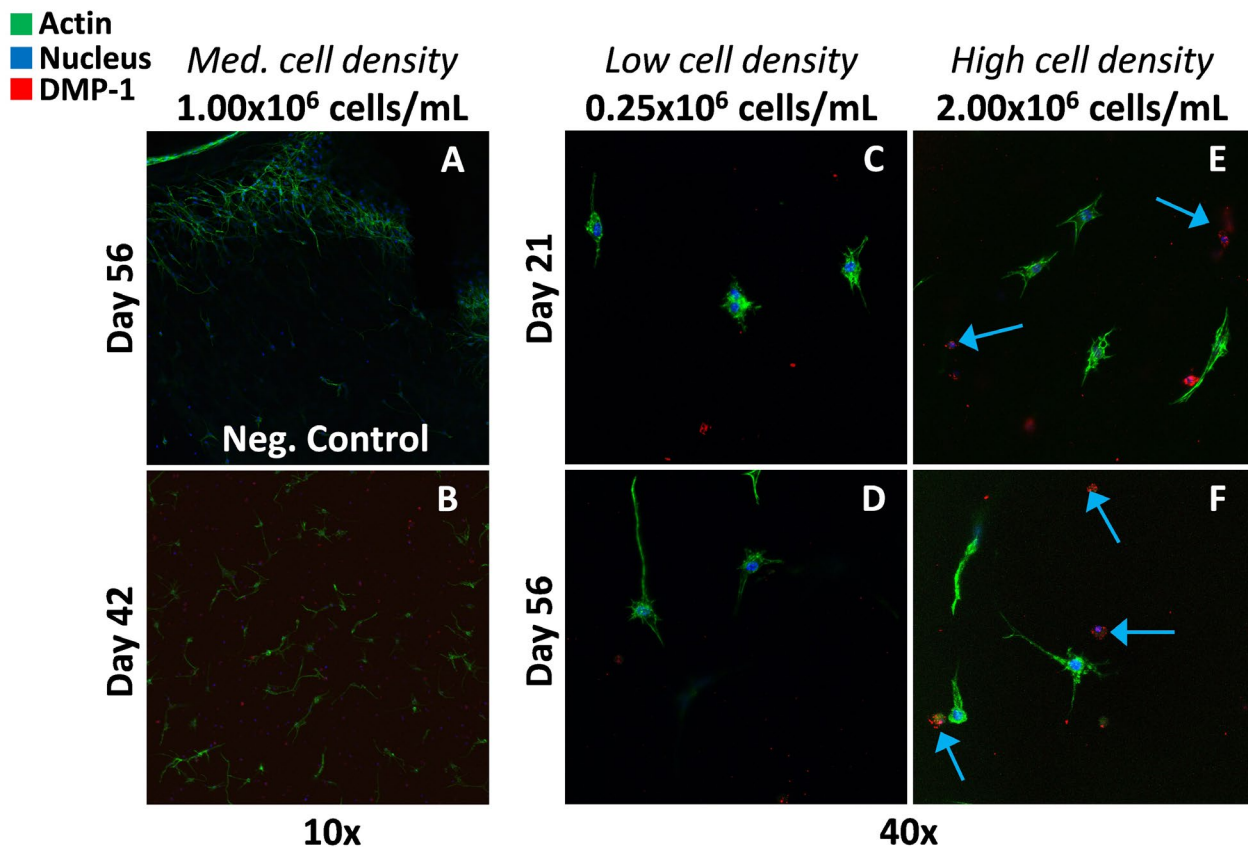 Actin
Nucleus
DMP-1
Med. cell density
1.00x10⁶ cells/mL
Low cell density
0.25x10⁶ cells/mL
High cell density
2.00x10⁶ cells/mL
Day 56
A
Neg. Control
Day 42
B
10x
Day 21
C
E
Day 56
D
F
40x